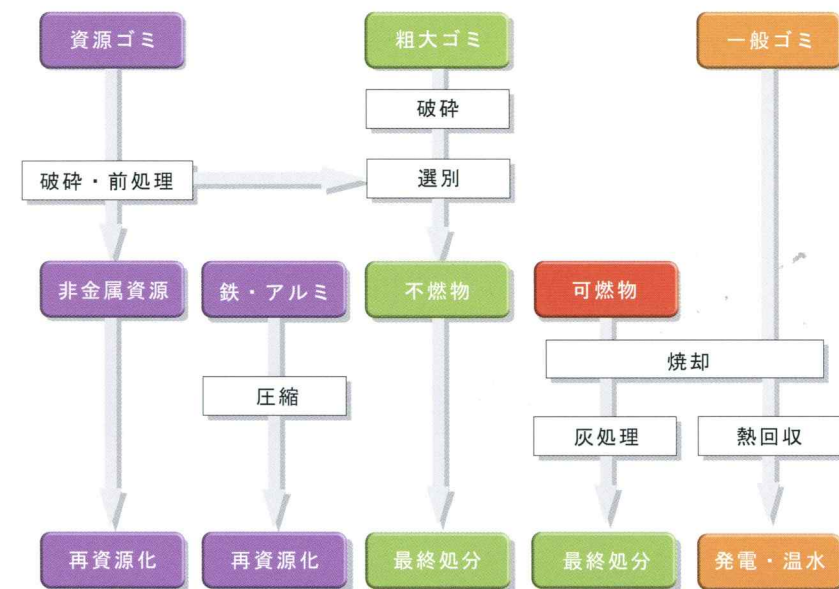 資源ゴミ
粗大ゴミ
一般ゴミ
破砕
破砕・前処理
選別
非金属資源
鉄・アルミ
不燃物
可燃物
焼却
圧縮
灰処理
熱回収
再資源化
再資源化
最終処分
最終処分
発電・温水